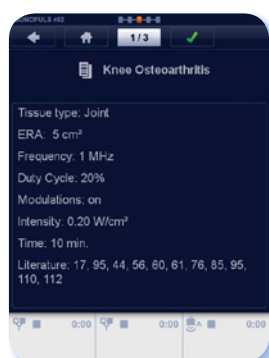 SONOPULS 492
1/3
Knee Osteoarthritis
Tissue type: Joint
ERA: 5 cm²
Frequency: 1 MHz
Duty Cycle: 20%
Modulations: on
Intensity: 0.20 W/cm²
Time: 10 min.
Literature: 17, 95, 44, 56, 60, 61, 76, 85, 95,
110, 112
0:00 0:00 A 0:00